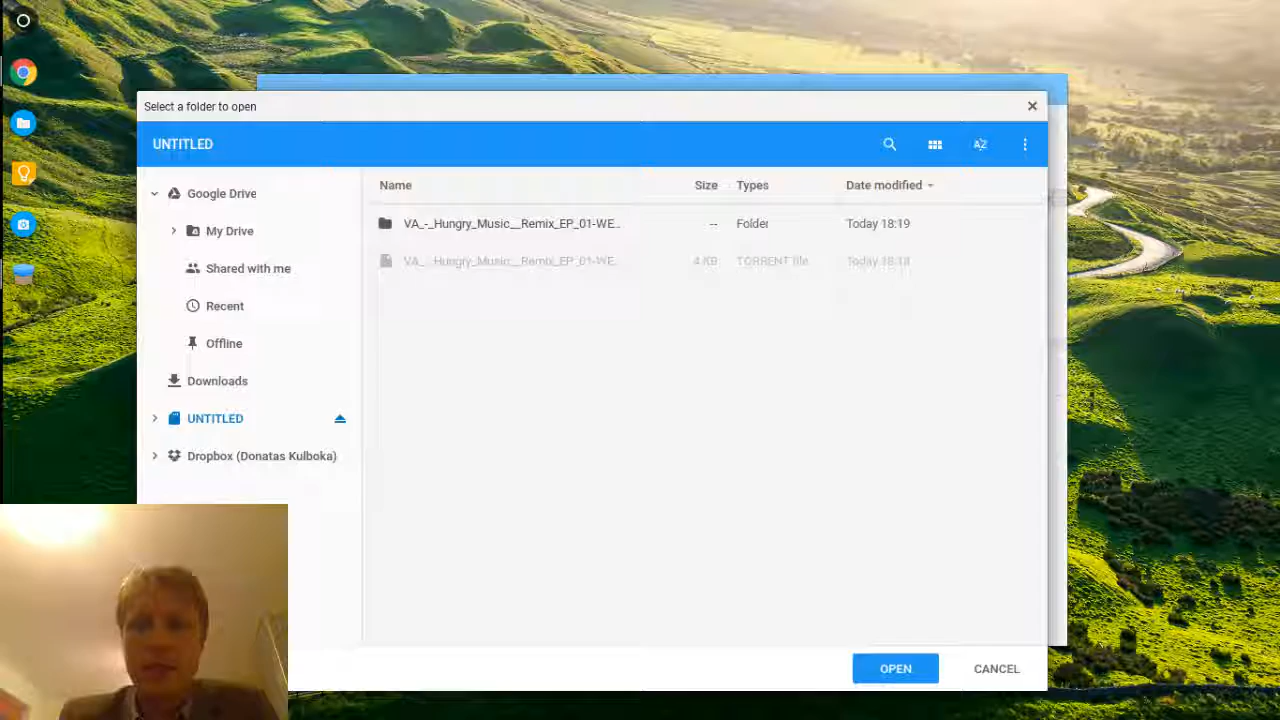 Select a folder to open
UNTITLED
AZ
Name Size Types Date modified
Google Drive
VA_-_Hungry_Music__Remix_EP_01-WE... -- Folder Today 18:19
My Drive
VA_-_Hungry_Music__Remix_EP_01-WE... 4 KB TORRENT file Today 18:18
Shared with me
Recent
Offline
Downloads
UNTITLED
Dropbox (Donatas Kulboka)
OPEN CANCEL